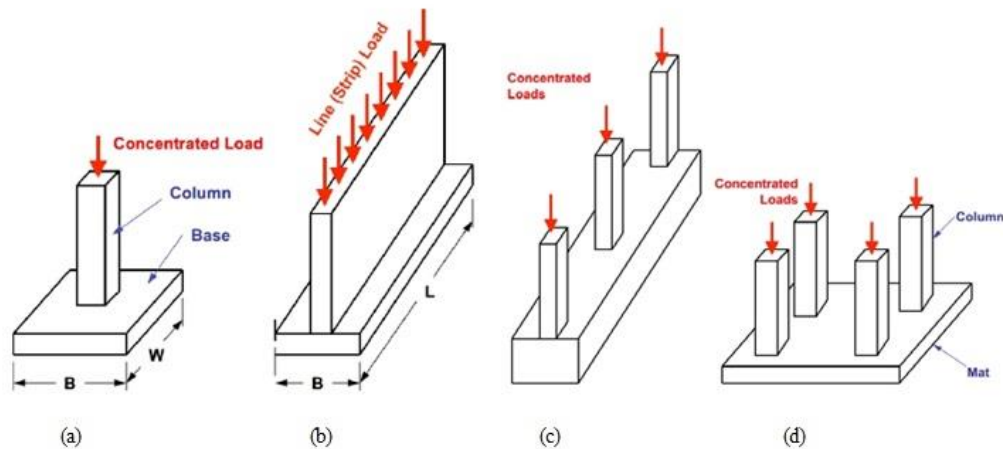 Concentrated Load
Column
Base
W
B
(a)
Line (Strip) Load
L
B
(b)
Concentrated
Loads
(c)
Concentrated
Loads
Column
Mat
(d)